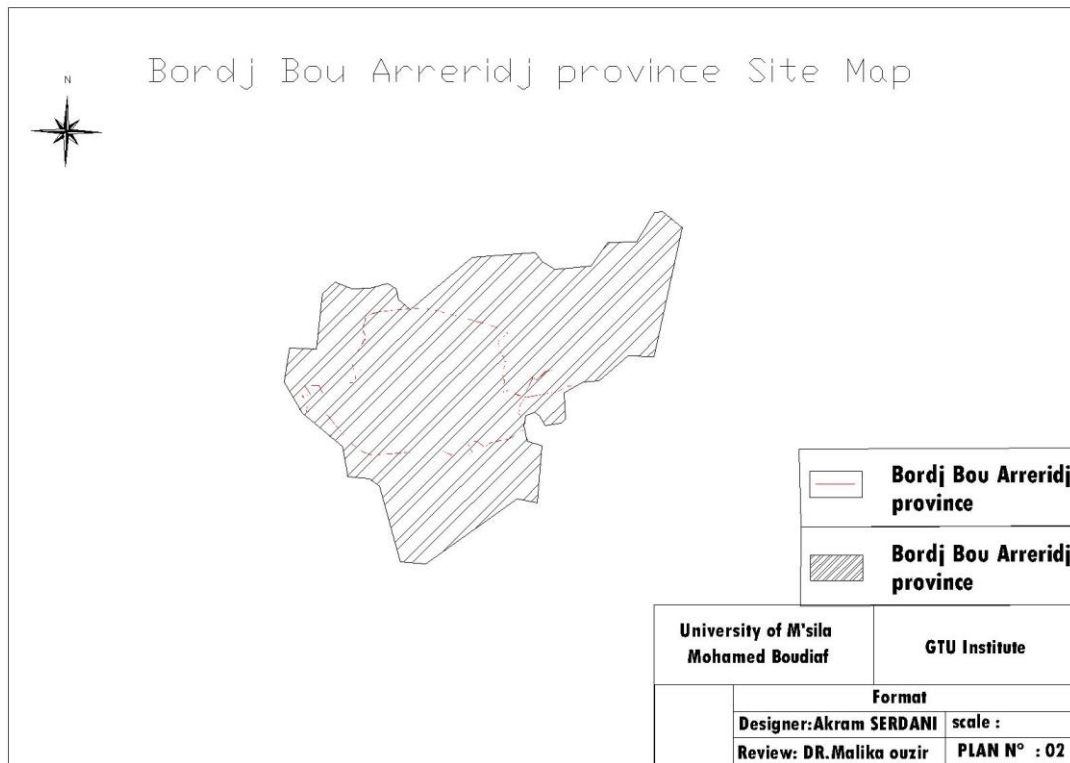 Bordj Bou Arreridj province Site Map
N
Bordj Bou Arreridj
province
Bordj Bou Arreridj
province
University of M'sila
Mohamed Boudiaf
GTU Institute
Format
Designer:Akram SERDANI
scale :
Review: DR.Malika ouzir
PLAN N° : 02